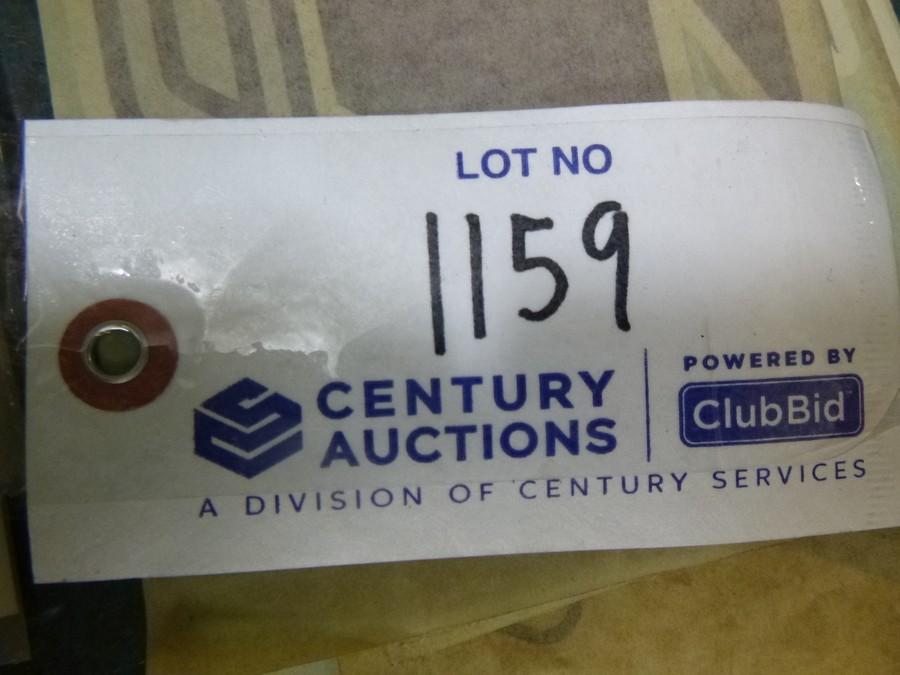 LOT NO
1159
CENTURY
AUCTIONS
POWERED BY
ClubBid
A DIVISION OF CENTURY SERVICES